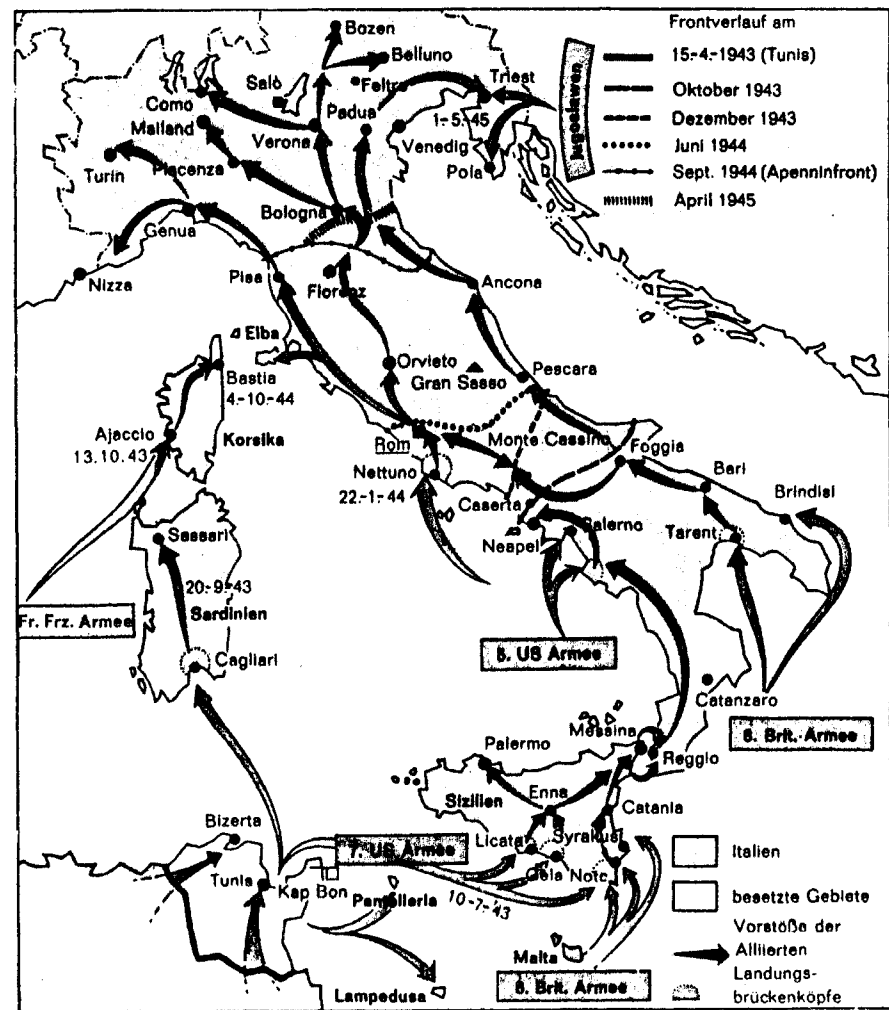 Frontverlauf am
15.-4.-1943 (Tunis)
Oktober 1943
Dezember 1943
Juni 1944
Sept. 1944 (Apenninfront)
April 1945
Jugoslawen
Bozen
Belluno
Salò
Feltre
Triest
Como
Padua
1.-5.-45
Mailand
Verona
Venedig
Pola
Turin
Piacenza
Bologna
Genua
Nizza
Pisa
Florenz
Ancona
Elba
Orvieto
Gran Sasso
Pescara
Bastia
4.-10.-44
Ajaccio
13.10.43
Korsika
Rom
Monte Cassino
Foggia
Bari
Nettuno
22.-1.-44
Caserta
Brindisi
Neapel
Salerno
Tarent
Sassari
20.-9.-43
Fr. Frz. Armee
Sardinien
Cagliari
5. US Armee
Catanzaro
8. Brit. Armee
Messina
Reggio
Palermo
Enna
Sizilien
Catania
Bizerta
7. US Armee
Licata
Syrakus
Gela
Noto
Tunis
Kap Bon
Pantelleria
10.-7.-43
Malta
8. Brit. Armee
Lampedusa
Italien
besetzte Gebiete
Vorstöße der
Alliierten
Landungs-
brückenköpfe